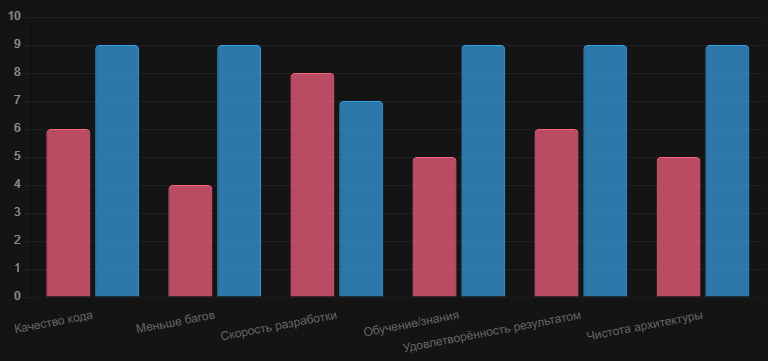 10
9
8
7
6
5
4
3
2
1
0
Качество кода
Меньше багов
Скорость разработки
Обучение/знания
Удовлетворённость результатом
Чистота архитектуры